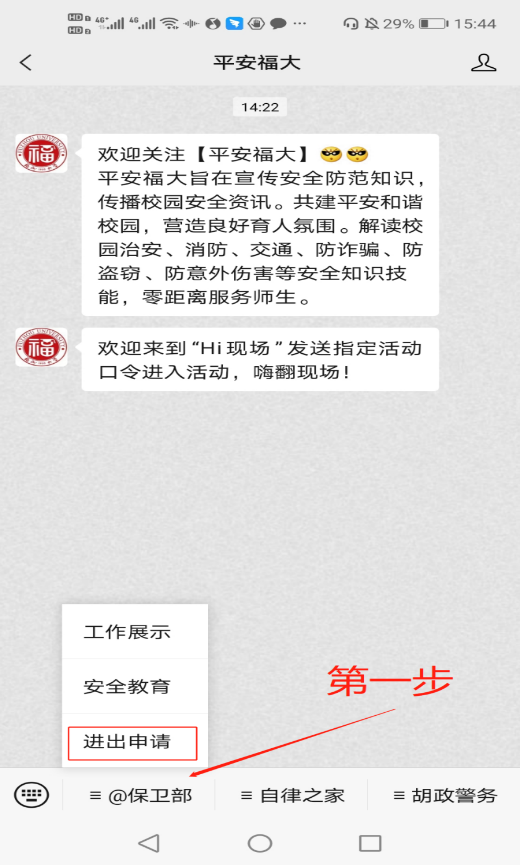 29% 15:44
平安福大
14:22
欢迎关注【平安福大】😎😎
平安福大旨在宣传安全防范知识，
传播校园安全资讯。共建平安和谐
校园，营造良好育人氛围。解读校
园治安、消防、交通、防诈骗、防
盗窃、防意外伤害等安全知识技
能，零距离服务师生。
欢迎来到“Hi现场”发送指定活动
口令进入活动，嗨翻现场!
工作展示
安全教育
进出申请
第一步
@保卫部 自律之家 胡政警务